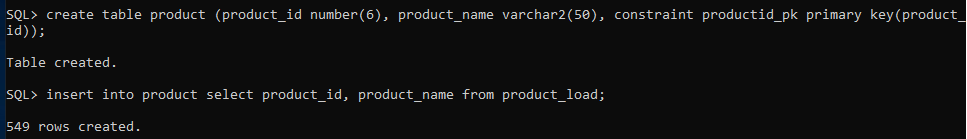 SQL> create table product (product_id number(6), product_name varchar2(50), constraint productid_pk primary key(product_
id));
Table created.
SQL> insert into product select product_id, product_name from product_load;
549 rows created.